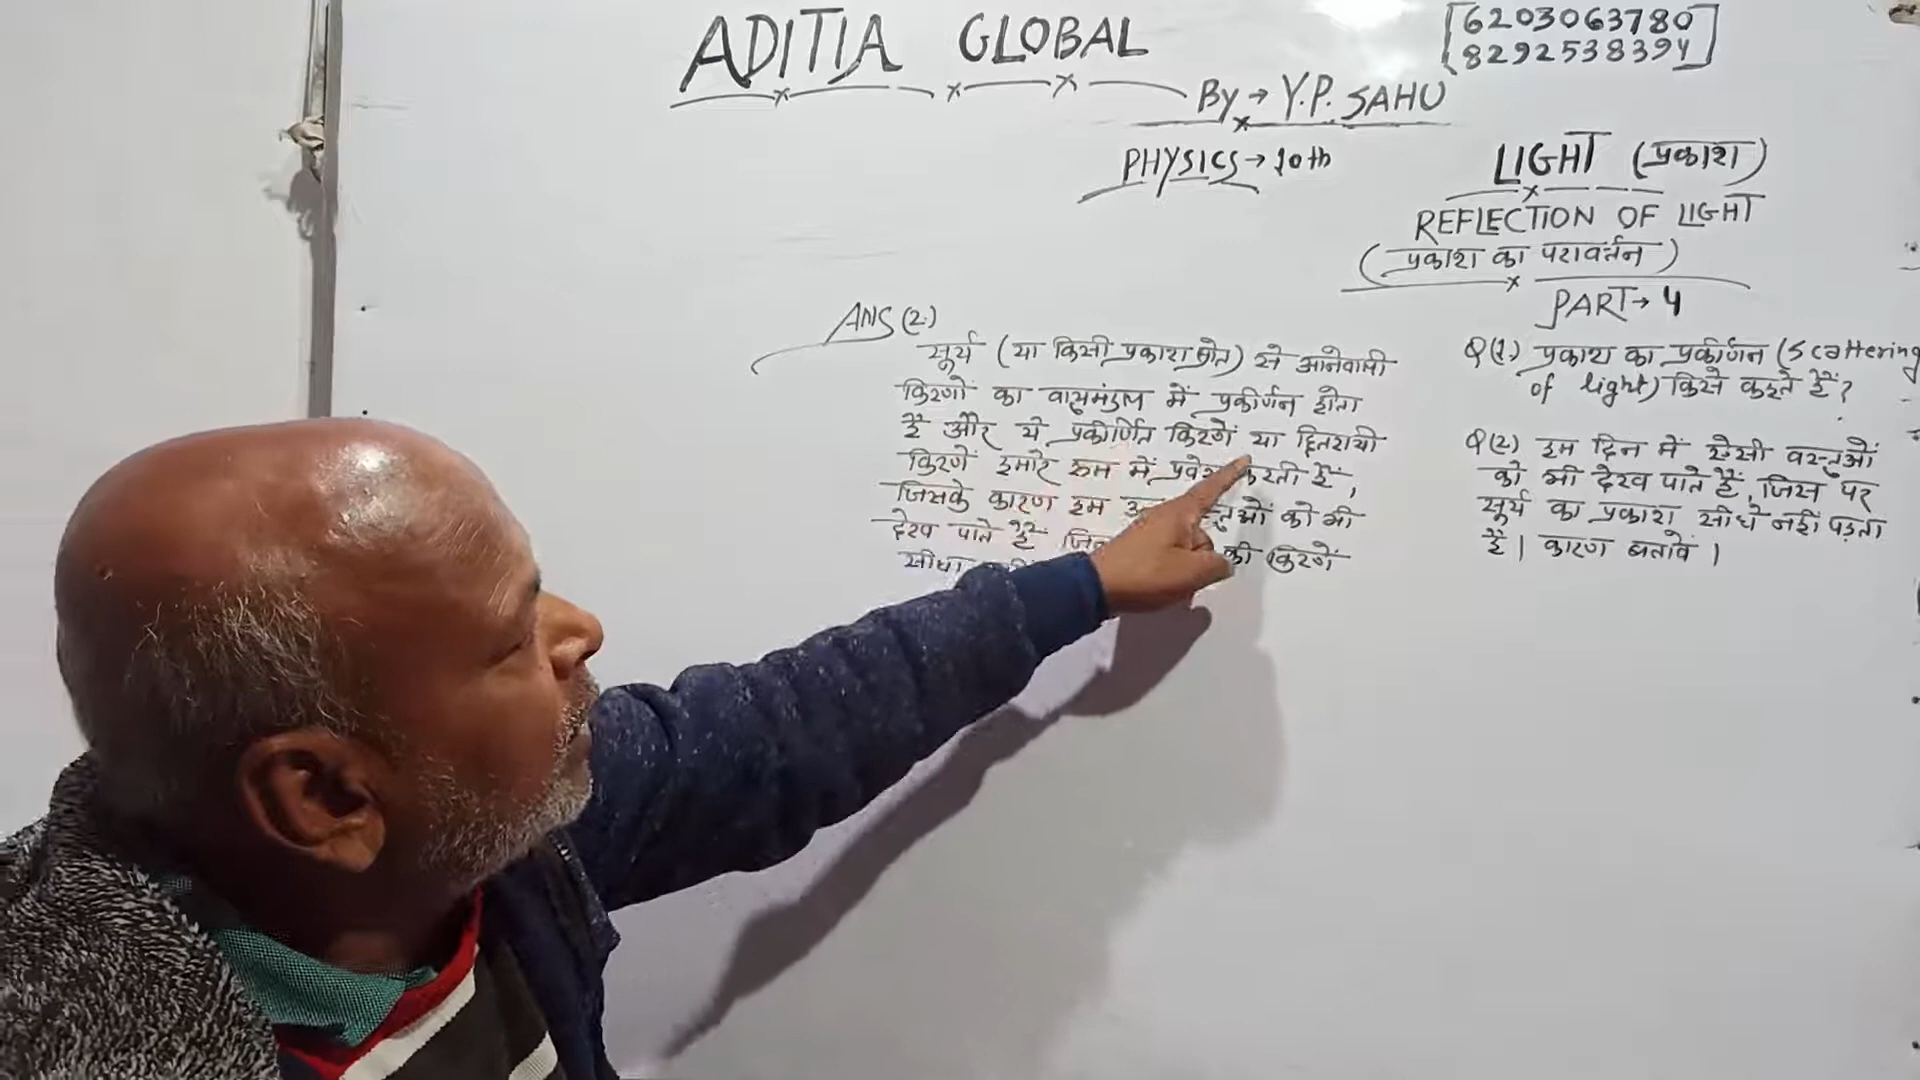 ADITIA GLOBAL
6203063780
8292538394
By → Y.P. SAHU
PHYSICS → 10th
LIGHT (प्रकाश)
REFLECTION OF LIGHT
(प्रकाश का परावर्तन)
PART → 4
ANS (2.)
सूर्य (या किसी प्रकाश स्रोत) से आनेवाली
किरणों का वायुमंडल में प्रकीर्णन होता
है और ये प्रकीर्णित किरणें या छितरायी
किरणें हमारे रूम में करती हैं,
जिसके कारण हम को भी
देख पाते हैं की किरणें
सीधा
Q(1.) प्रकाश का प्रकीर्णन (Scattering
of light) किसे कहते हैं?
Q(2) हम दिन में ऐसी वस्तुओं
को भी देख पाते हैं, जिस पर
सूर्य का प्रकाश सीधे नहीं पड़ता
है। कारण बतावें।